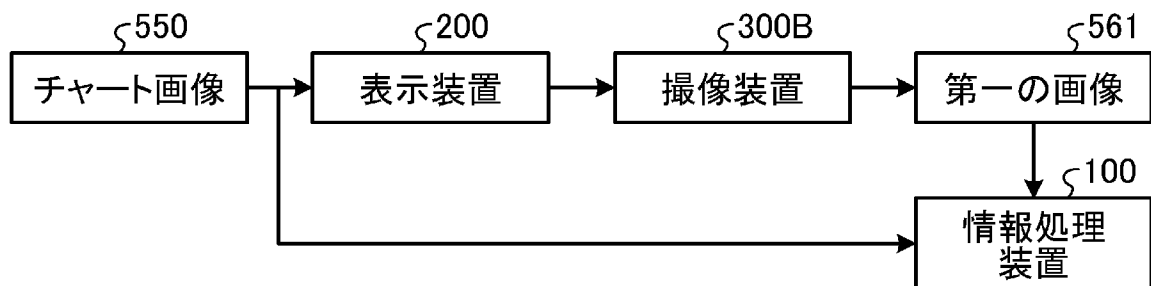 550
200
300B
561
チャート画像
表示装置
撮像装置
第一の画像
100
情報処理
装置